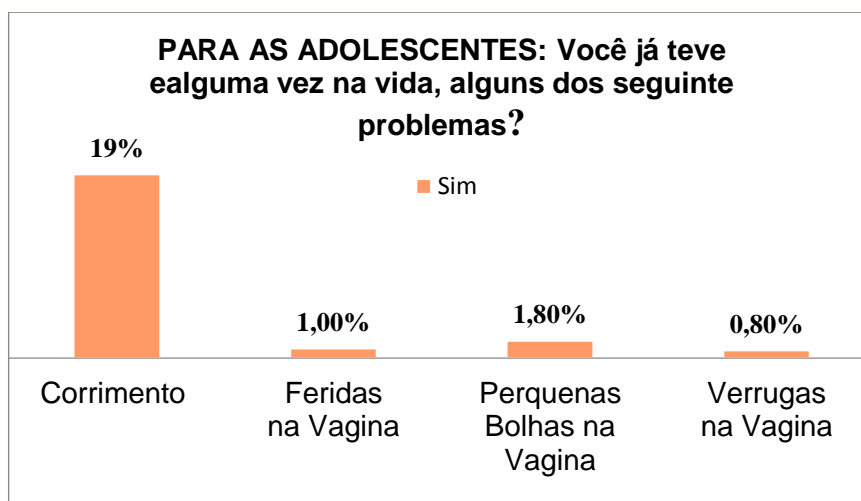 PARA AS ADOLESCENTES: Você já teve
ealguma vez na vida, alguns dos seguinte
problemas?
19%
Sim
1,00%
1,80%
0,80%
Corrimento
Feridas
na Vagina
Perquenas
Bolhas na
Vagina
Verrugas
na Vagina